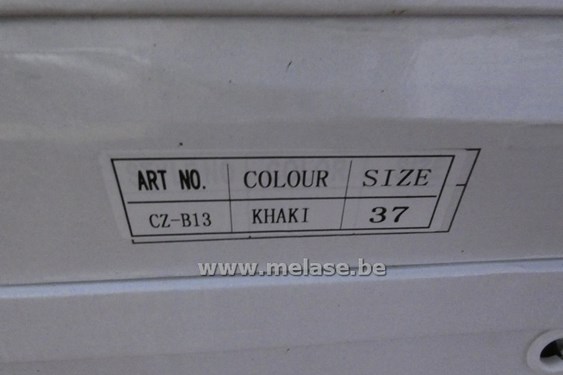 ART NO. COLOUR SIZE
CZ-B13 KHAKI 37
www.melase.be